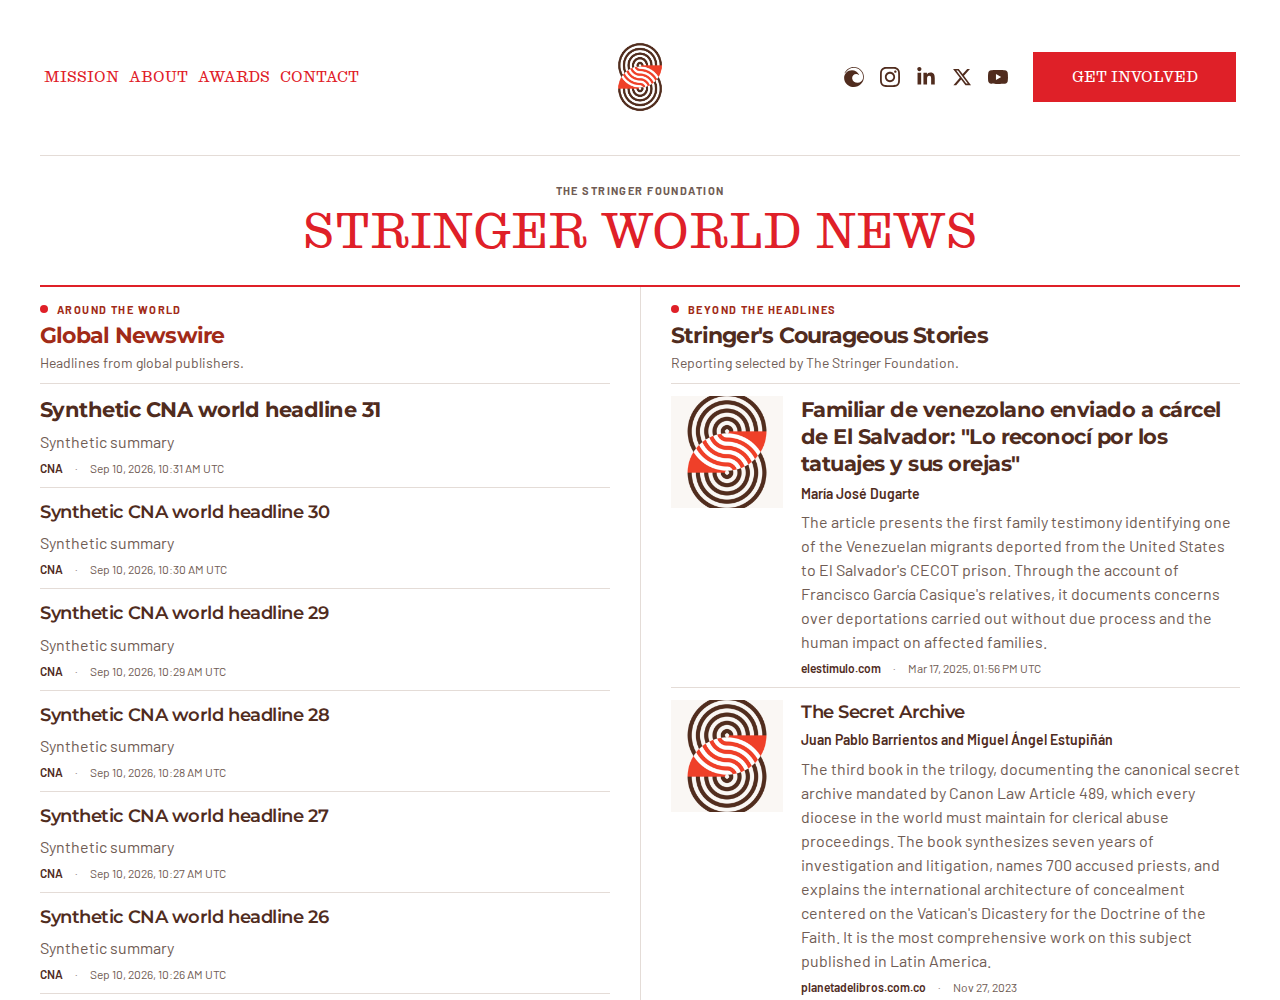 MISSION ABOUT AWARDS CONTACT
GET INVOLVED
THE STRINGER FOUNDATION
STRINGER WORLD NEWS
AROUND THE WORLD
Global Newswire
Headlines from global publishers.
Synthetic CNA world headline 31
Synthetic summary
CNA · Sep 10, 2026, 10:31 AM UTC
Synthetic CNA world headline 30
Synthetic summary
CNA · Sep 10, 2026, 10:30 AM UTC
Synthetic CNA world headline 29
Synthetic summary
CNA · Sep 10, 2026, 10:29 AM UTC
Synthetic CNA world headline 28
Synthetic summary
CNA · Sep 10, 2026, 10:28 AM UTC
Synthetic CNA world headline 27
Synthetic summary
CNA · Sep 10, 2026, 10:27 AM UTC
Synthetic CNA world headline 26
Synthetic summary
CNA · Sep 10, 2026, 10:26 AM UTC
BEYOND THE HEADLINES
Stringer's Courageous Stories
Reporting selected by The Stringer Foundation.
Familiar de venezolano enviado a cárcel
de El Salvador: "Lo reconocí por los
tatuajes y sus orejas"
María José Dugarte
The article presents the first family testimony identifying one
of the Venezuelan migrants deported from the United States
to El Salvador's CECOT prison. Through the account of
Francisco García Casique's relatives, it documents concerns
over deportations carried out without due process and the
human impact on affected families.
elestimulo.com · Mar 17, 2025, 01:56 PM UTC
The Secret Archive
Juan Pablo Barrientos and Miguel Ángel Estupiñán
The third book in the trilogy, documenting the canonical secret
archive mandated by Canon Law Article 489, which every
diocese in the world must maintain for clerical abuse
proceedings. The book synthesizes seven years of
investigation and litigation, names 700 accused priests, and
explains the international architecture of concealment
centered on the Vatican's Dicastery for the Doctrine of the
Faith. It is the most comprehensive work on this subject
published in Latin America.
planetadelibros.com.co · Nov 27, 2023